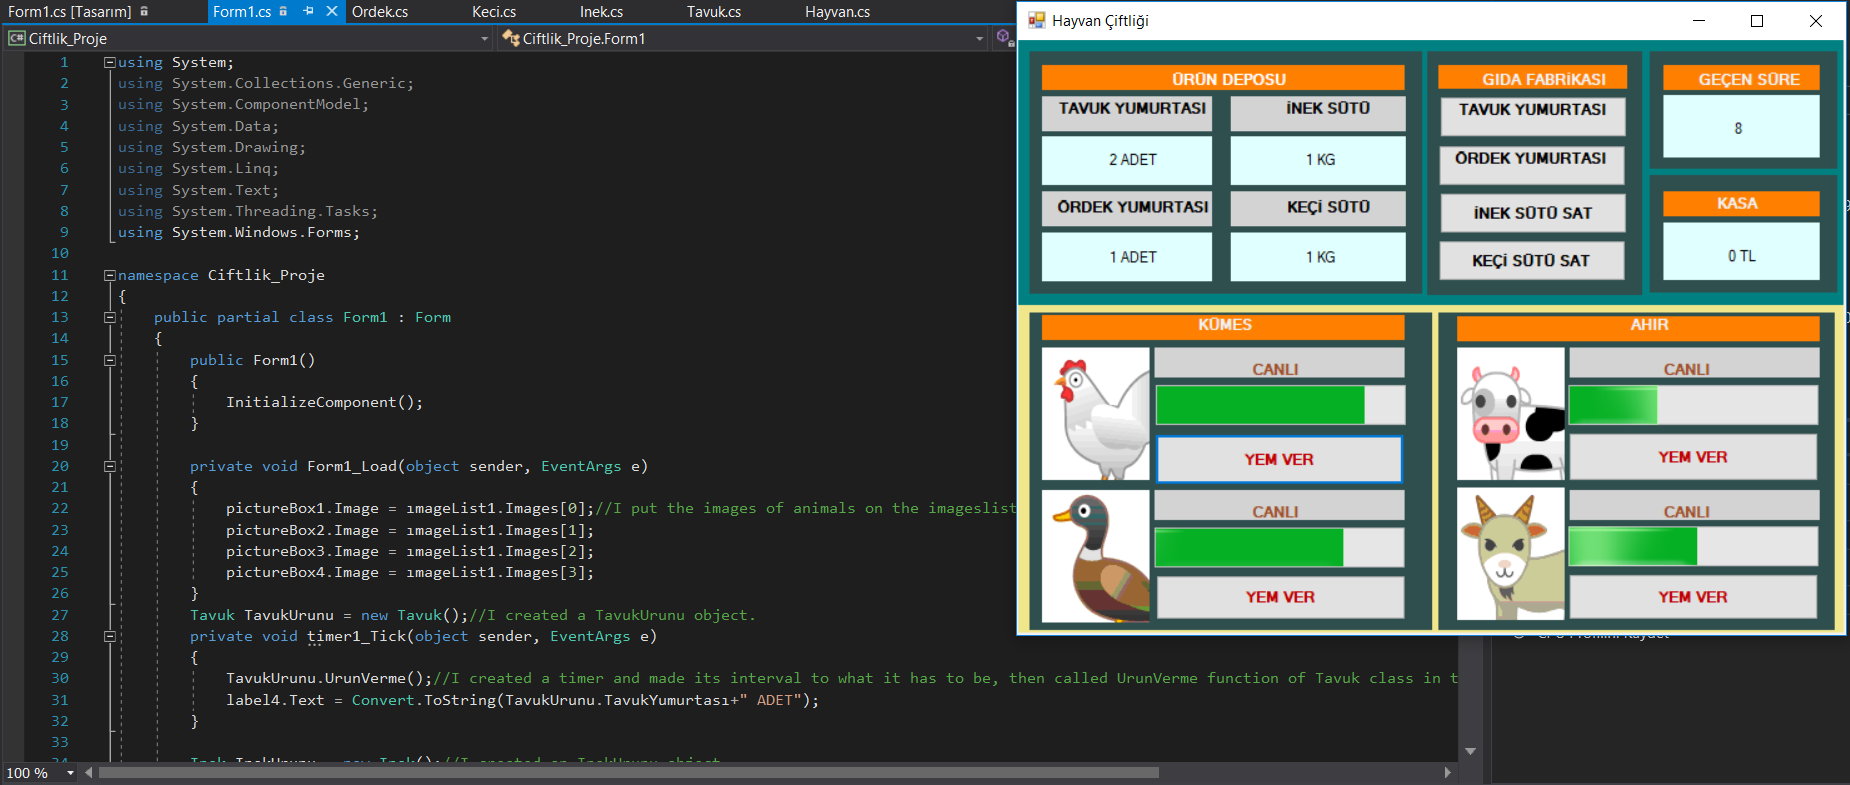 Form1.cs [Tasarım]
Form1.cs
Ordek.cs
Keci.cs
Inek.cs
Tavuk.cs
Hayvan.cs
Ciftlik_Proje
Ciftlik_Proje.Form1
1 using System;
2 using System.Collections.Generic;
3 using System.ComponentModel;
4 using System.Data;
5 using System.Drawing;
6 using System.Linq;
7 using System.Text;
8 using System.Threading.Tasks;
9 using System.Windows.Forms;
10
11 namespace Ciftlik_Proje
12 {
13 public partial class Form1 : Form
14 {
15 public Form1()
16 {
17 InitializeComponent();
18 }
19
20 private void Form1_Load(object sender, EventArgs e)
21 {
22 pictureBox1.Image = ımageList1.Images[0];//I put the images of animals on the imageslist
23 pictureBox2.Image = ımageList1.Images[1];
24 pictureBox3.Image = ımageList1.Images[2];
25 pictureBox4.Image = ımageList1.Images[3];
26 }
27 Tavuk TavukUrunu = new Tavuk();//I created a TavukUrunu object.
28 private void timer1_Tick(object sender, EventArgs e)
29 {
30 TavukUrunu.UrunVerme();//I created a timer and made its interval to what it has to be, then called UrunVerme function of Tavuk class in t
31 label4.Text = Convert.ToString(TavukUrunu.TavukYumurtası+" ADET");
32 }
33
34 Inek InekUrunu = new Inek();//I created an InekUrunu object
100 %
Hayvan Çiftliği
ÜRÜN DEPOSU
TAVUK YUMURTASI
İNEK SÜTÜ
2 ADET
1 KG
ÖRDEK YUMURTASI
KEÇİ SÜTÜ
1 ADET
1 KG
GIDA FABRİKASI
TAVUK YUMURTASI
ÖRDEK YUMURTASI
İNEK SÜTÜ SAT
KEÇİ SÜTÜ SAT
GEÇEN SÜRE
8
KASA
0 TL
KÜMES
CANLI
YEM VER
CANLI
YEM VER
AHIR
CANLI
YEM VER
CANLI
YEM VER